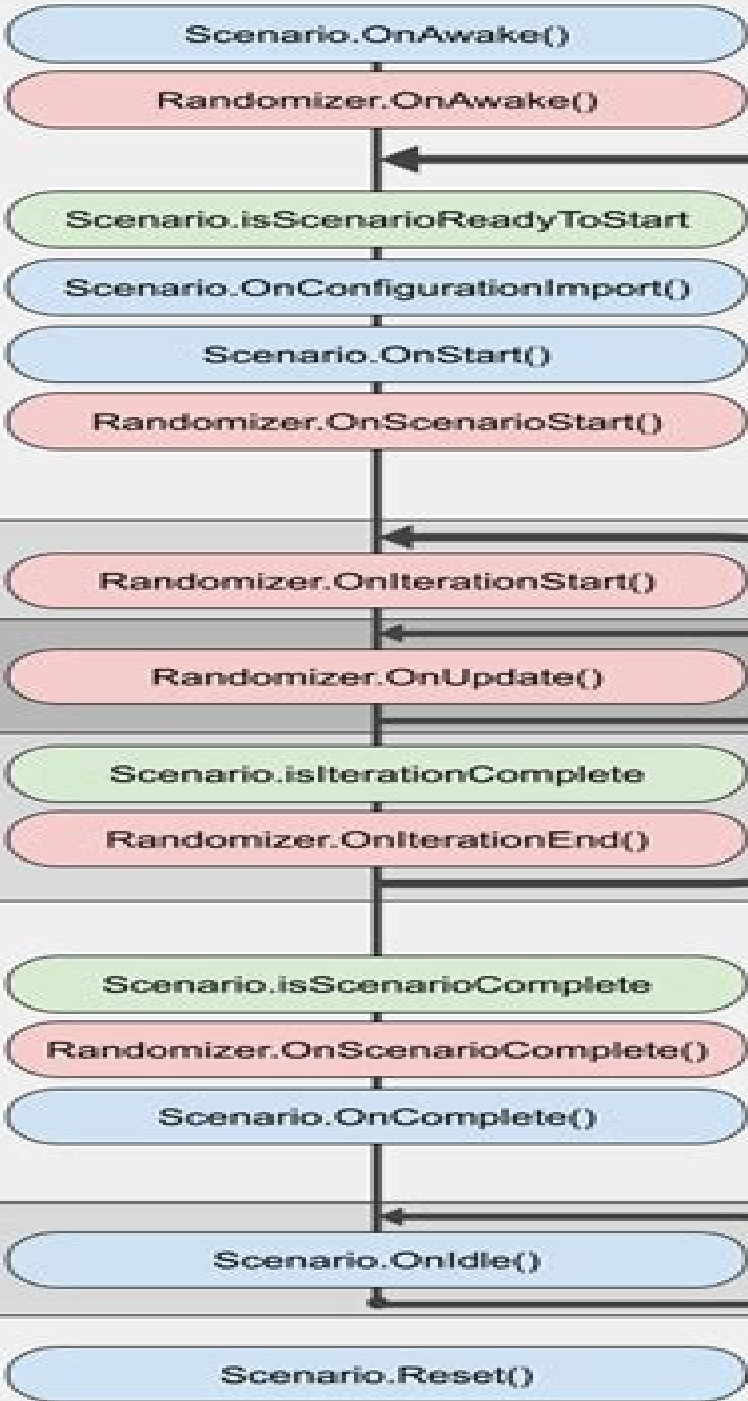 Scenario.OnAwake()
Randomizer.OnAwake()
Scenario.isScenarioReadyToStart
Scenario.OnConfigurationImport()
Scenario.OnStart()
Randomizer.OnScenarioStart()
Randomizer.OnIterationStart()
Randomizer.OnUpdate()
Scenario.isIterationComplete
Randomizer.OnIterationEnd()
Scenario.isScenarioComplete
Randomizer.OnScenarioComplete()
Scenario.OnComplete()
Scenario.OnIdle()
Scenario.Reset()